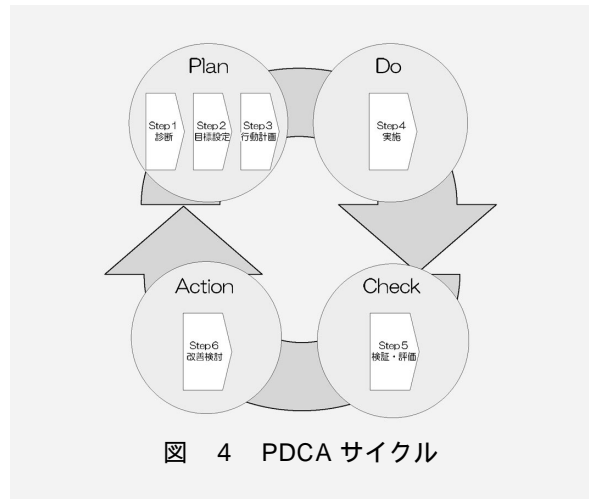 Plan
Step1
診断
Step2
目標設定
Step3
行動計画
Do
Step4
実施
Action
Step6
改善検討
Check
Step5
検証・評価
図 4 PDCA サイクル